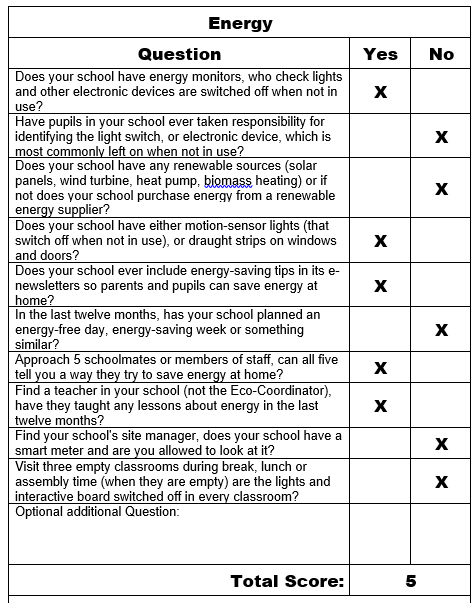 Energy
Question Yes No
Does your school have energy monitors, who check lights
and other electronic devices are switched off when not in
use?
X
Have pupils in your school ever taken responsibility for
identifying the light switch, or electronic device, which is
most commonly left on when not in use?
X
Does your school have any renewable sources (solar
panels, wind turbine, heat pump, biomass heating) or if
not does your school purchase energy from a renewable
energy supplier?
X
Does your school have either motion-sensor lights (that
switch off when not in use), or draught strips on windows
and doors?
X
Does your school ever include energy-saving tips in its e-
newsletters so parents and pupils can save energy at
home?
X
In the last twelve months, has your school planned an
energy-free day, energy-saving week or something
similar?
X
Approach 5 schoolmates or members of staff, can all five
tell you a way they try to save energy at home?
X
Find a teacher in your school (not the Eco-Coordinator),
have they taught any lessons about energy in the last
twelve months?
X
Find your school's site manager, does your school have a
smart meter and are you allowed to look at it?
X
Visit three empty classrooms during break, lunch or
assembly time (when they are empty) are the lights and
interactive board switched off in every classroom?
X
Optional additional Question:
Total Score: 5